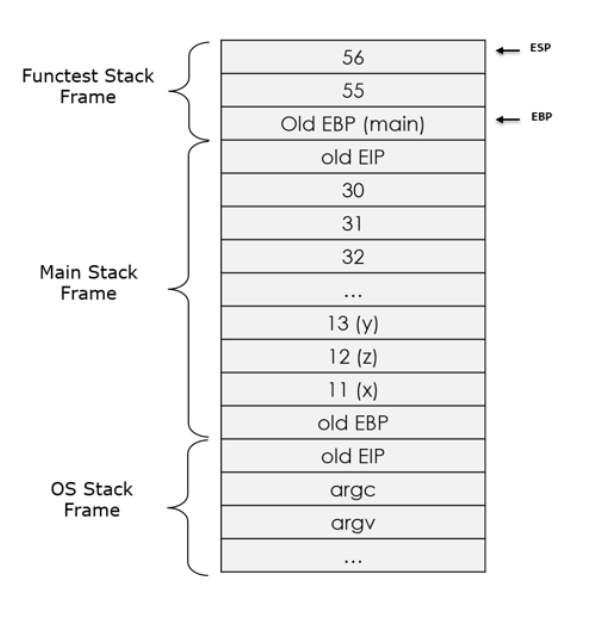 56
ESP
Functest Stack
Frame
55
Old EBP (main)
EBP
old EIP
30
31
32
Main Stack
Frame
...
13 (y)
12 (z)
11 (x)
old EBP
old EIP
OS Stack
Frame
argc
argv
...